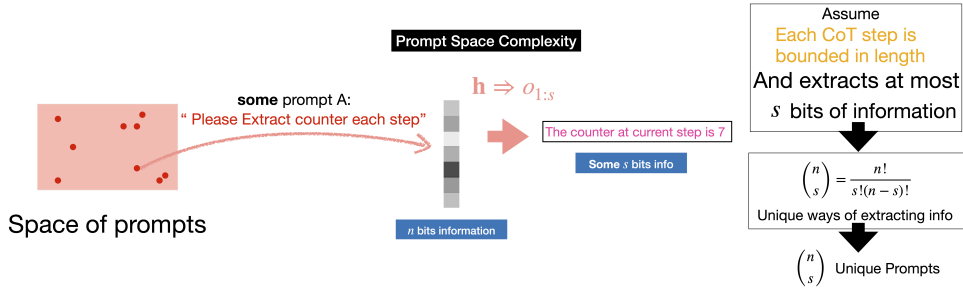 Prompt Space Complexity
some prompt A:
“ Please Extract counter each step”
Space of prompts
n bits information
h ⇒ o1:s
The counter at current step is 7
Some s bits info
Assume
Each CoT step is
bounded in length
And extracts at most
s bits of information
(n s) = n! / s!(n − s)!
Unique ways of extracting info
(n s) Unique Prompts